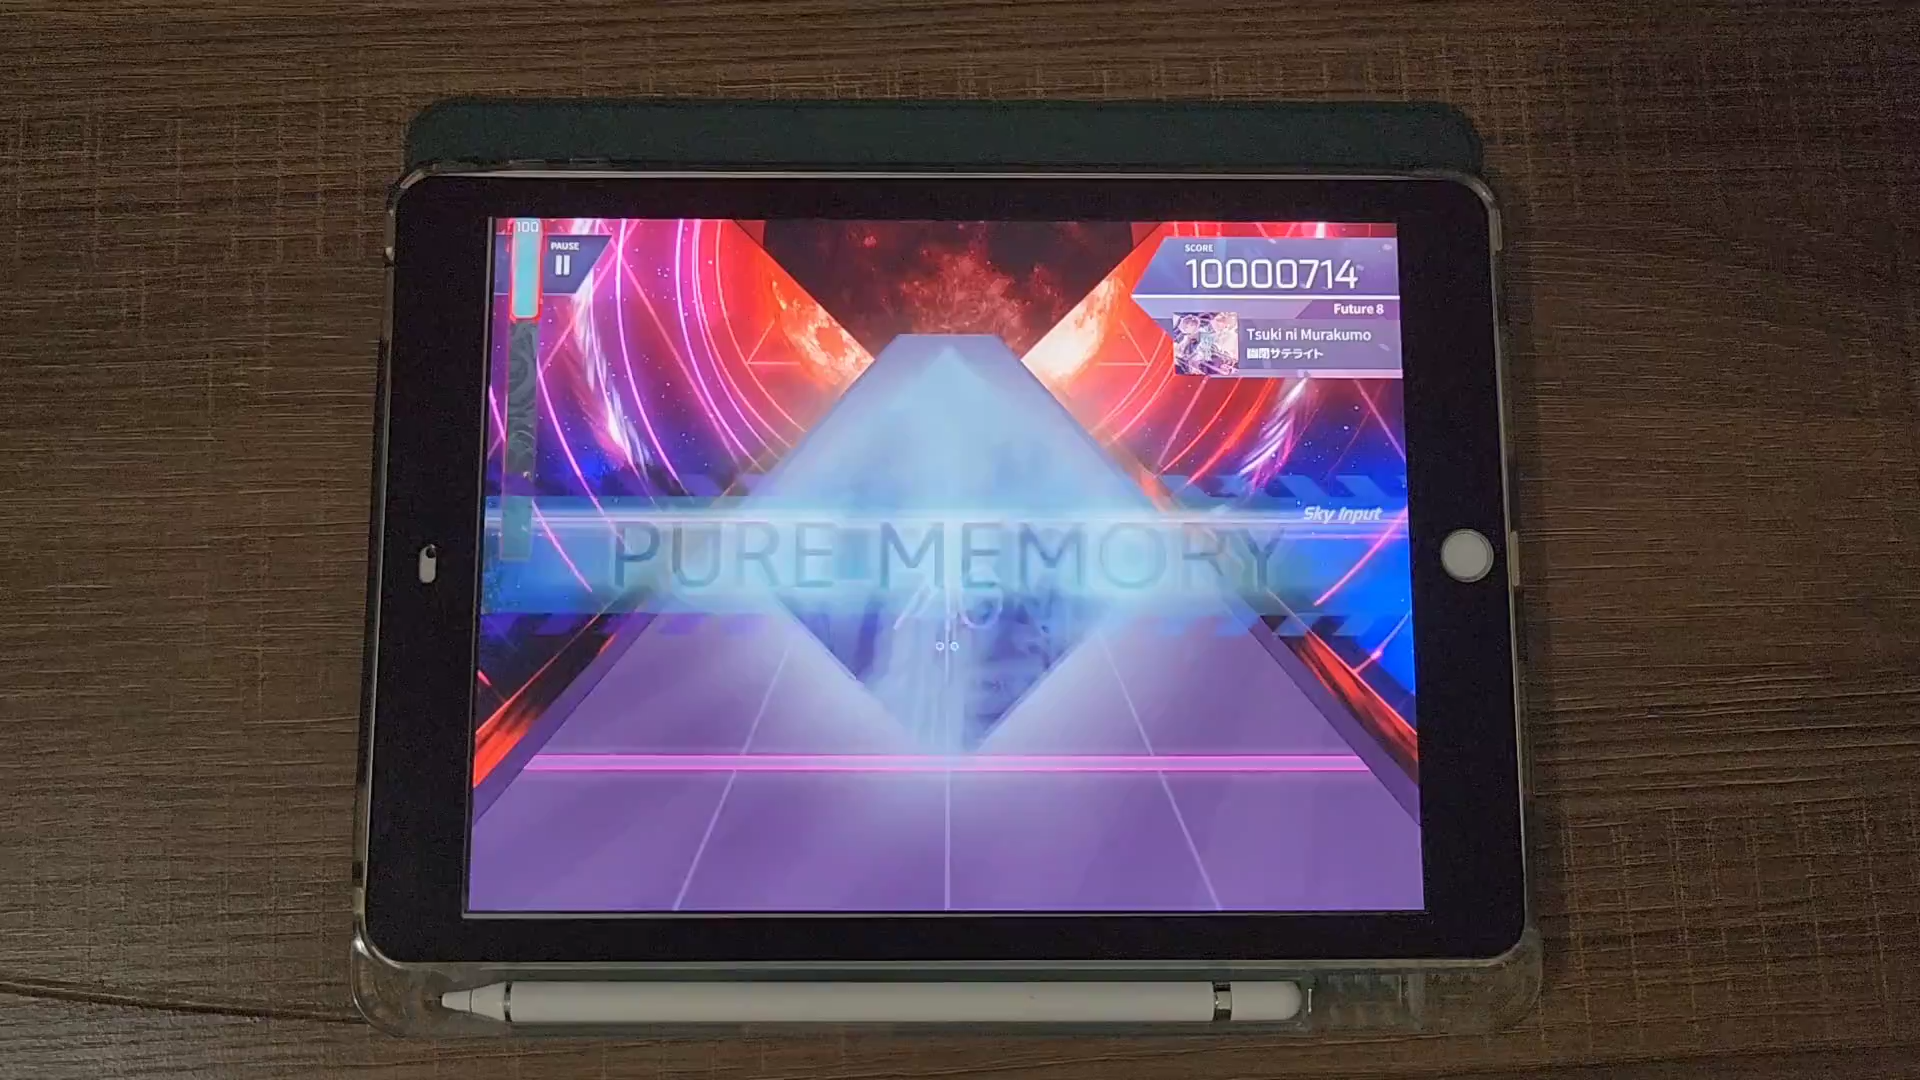 100
PAUSE
SCORE
10000714
Future 8
Tsuki ni Murakumo
幽閉サテライト
Sky Input
PURE MEMORY